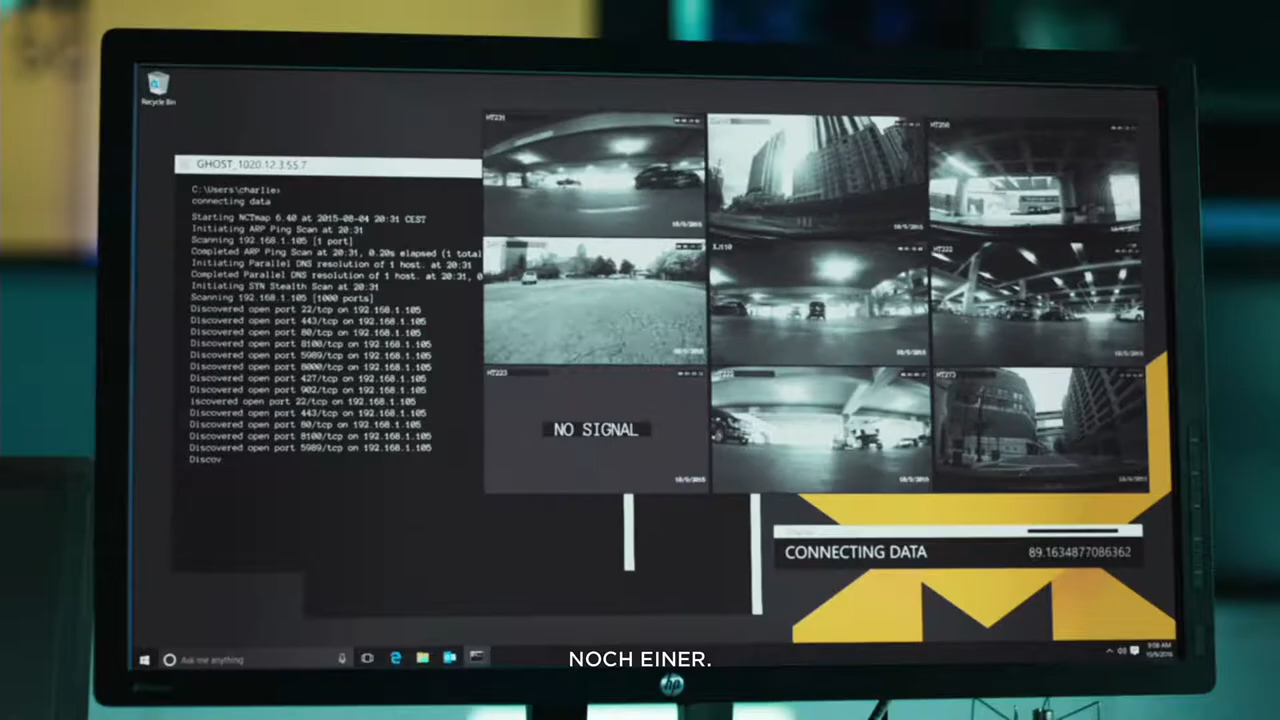 Recycle Bin
GHOST_1020.12.3.55.7
C:\Users\charlie>
connecting data
Starting NCTmap 6.40 at 2015-08-04 20:31 CEST
Initiating ARP Ping Scan at 20:31
Scanning 192.168.1.105 [1 port]
Completed ARP Ping Scan at 20:31, 0.20s elapsed (1 total
Initiating Parallel DNS resolution of 1 host. at 20:31
Completed Parallel DNS resolution of 1 host. at 20:31, 0
Initiating SYN Stealth Scan at 20:31
Scanning 192.168.1.105 [1000 ports]
Discovered open port 22/tcp on 192.168.1.105
Discovered open port 443/tcp on 192.168.1.105
Discovered open port 80/tcp on 192.168.1.105
Discovered open port 8100/tcp on 192.168.1.105
Discovered open port 5989/tcp on 192.168.1.105
Discovered open port 8000/tcp on 192.168.1.105
Discovered open port 427/tcp on 192.168.1.105
Discovered open port 902/tcp on 192.168.1.105
iscovered open port 22/tcp on 192.168.1.105
Discovered open port 443/tcp on 192.168.1.105
Discovered open port 80/tcp on 192.168.1.105
Discovered open port 8100/tcp on 192.168.1.105
Discovered open port 5989/tcp on 192.168.1.105
Discov
HT231
HT222
HT223
NO SIGNAL
HT273
CONNECTING DATA 89.1634877086362
Ask me anything
9:08 AM
NOCH EINER.
hp